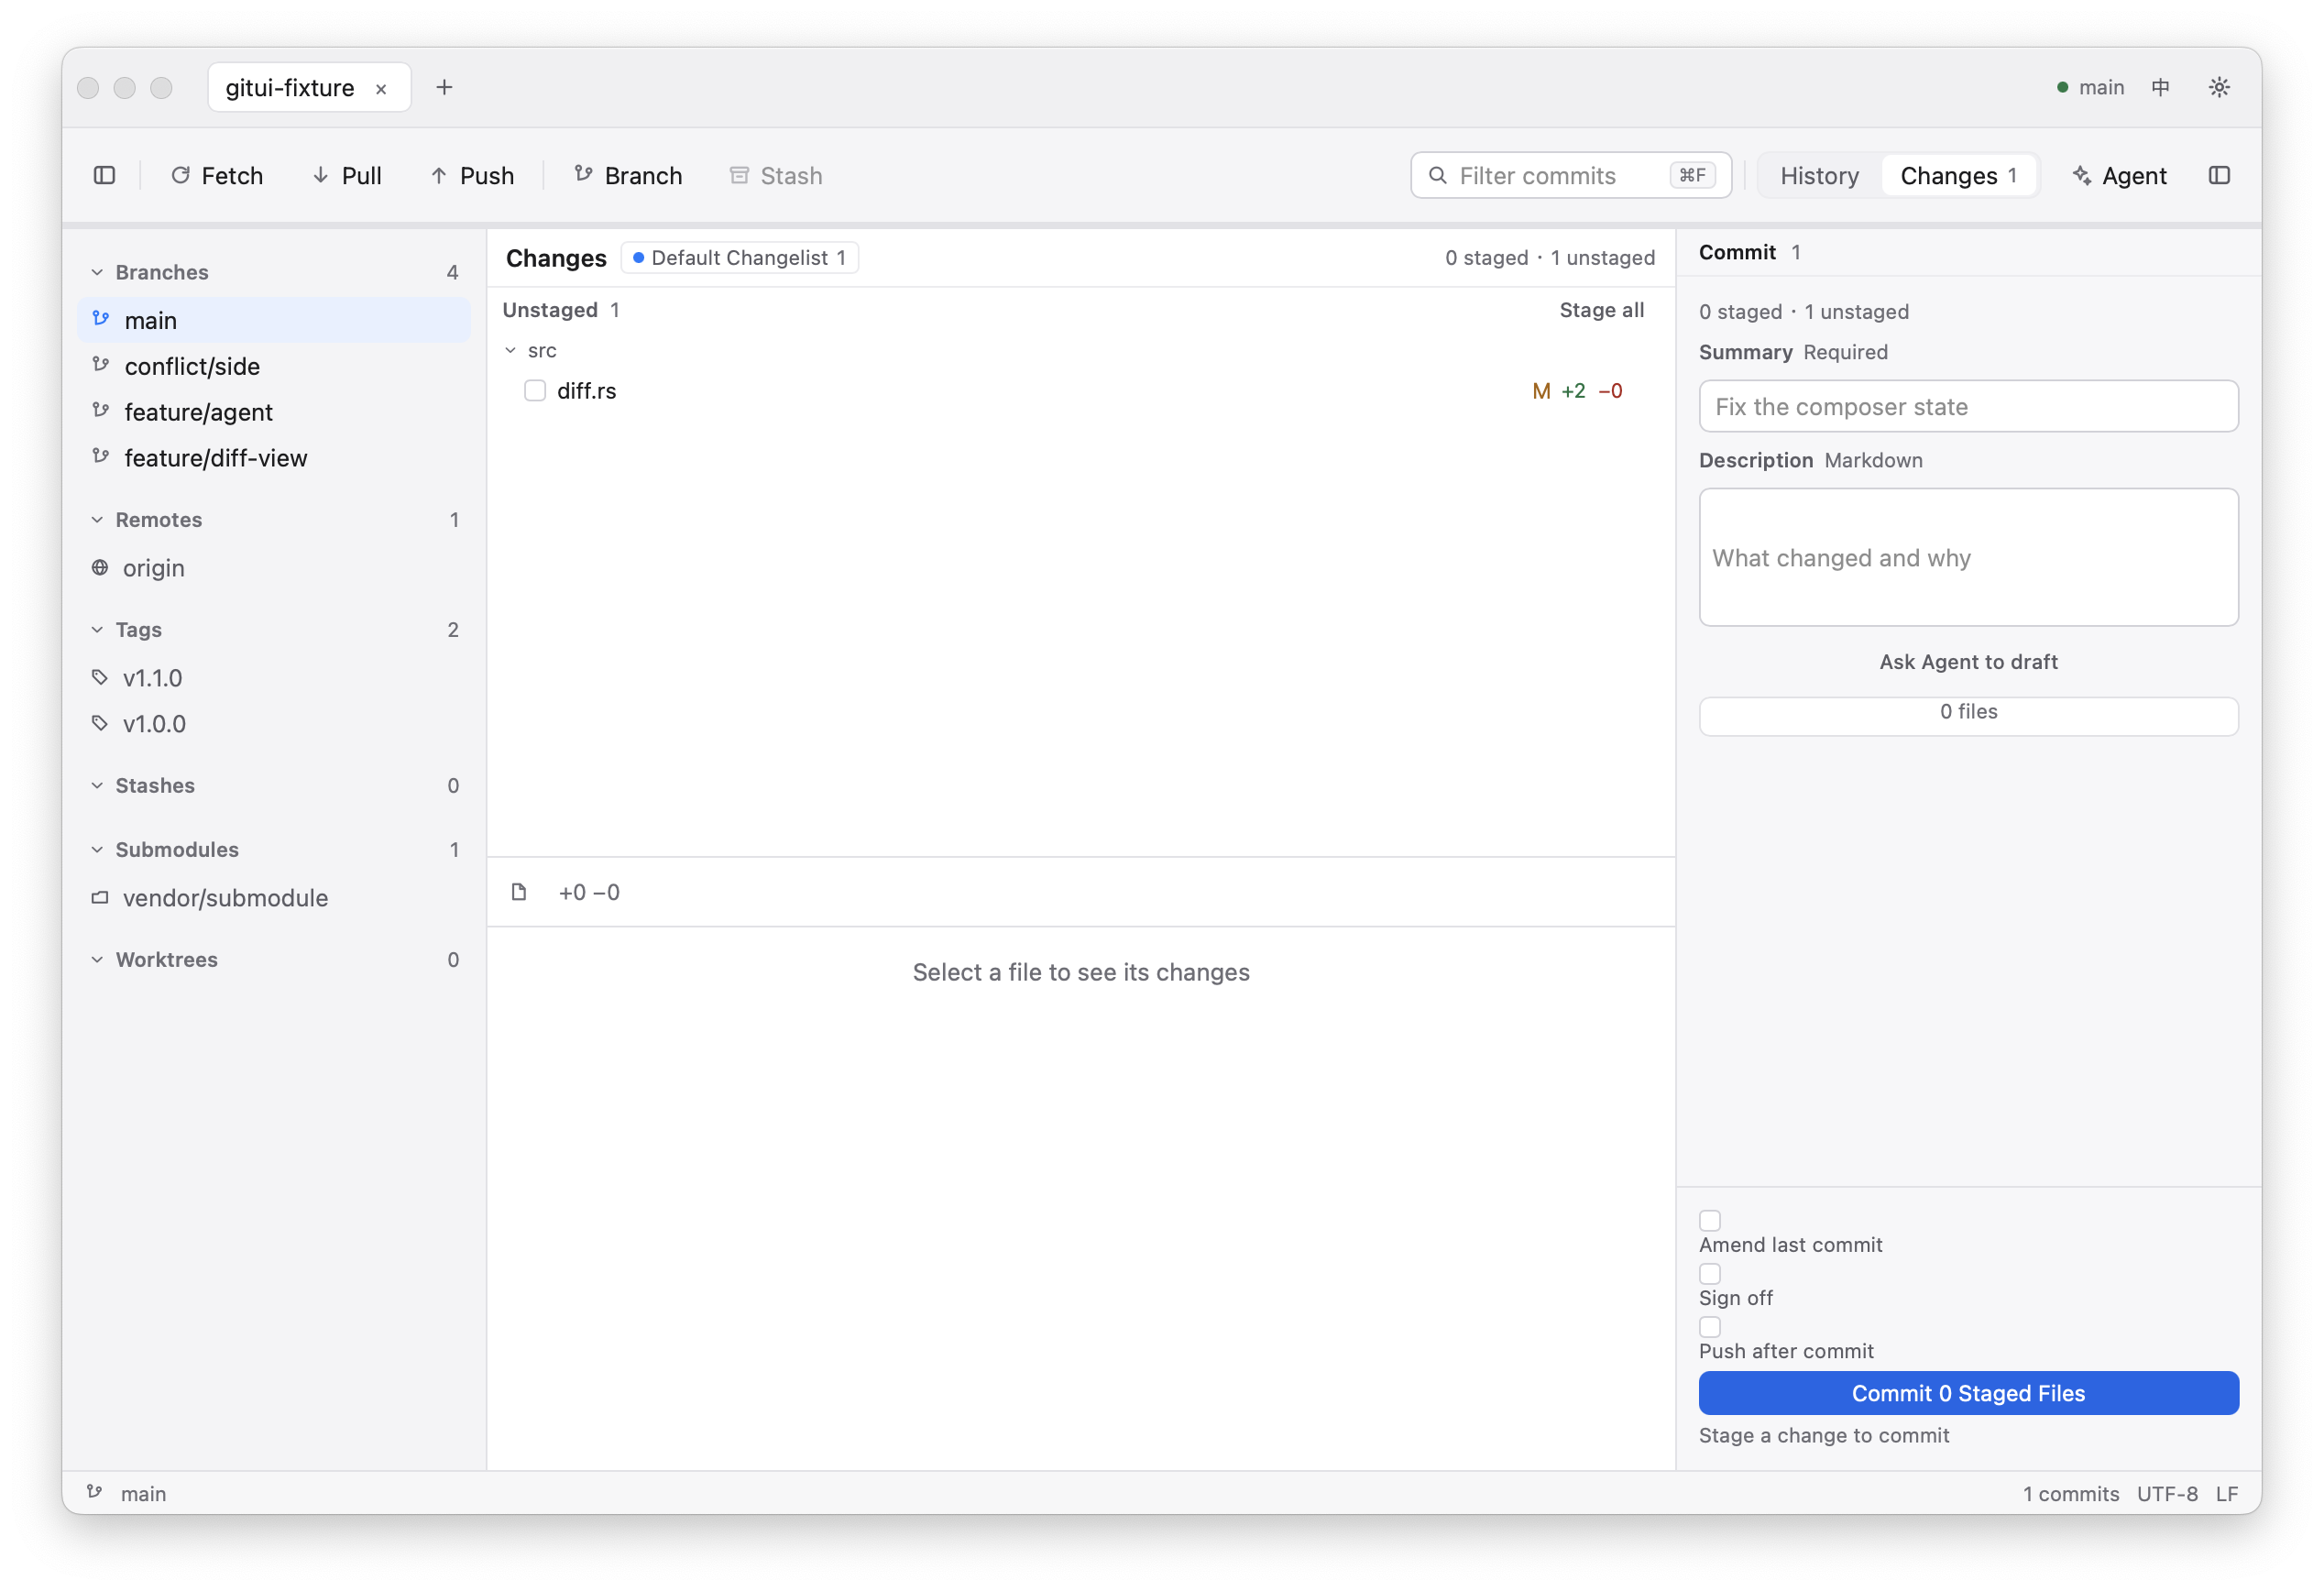 gitui-fixture ×
main 中
Fetch Pull Push Branch Stash Filter commits ⌘F History Changes 1 Agent
Branches 4
main
conflict/side
feature/agent
feature/diff-view
Remotes 1
origin
Tags 2
v1.1.0
v1.0.0
Stashes 0
Submodules 1
vendor/submodule
Worktrees 0
Changes Default Changelist 1 0 staged · 1 unstaged
Unstaged 1 Stage all
src
diff.rs M +2 −0
+0 −0
Select a file to see its changes
Commit 1
0 staged · 1 unstaged
Summary Required
Fix the composer state
Description Markdown
What changed and why
Ask Agent to draft
0 files
Amend last commit
Sign off
Push after commit
Commit 0 Staged Files
Stage a change to commit
main 1 commits UTF-8 LF